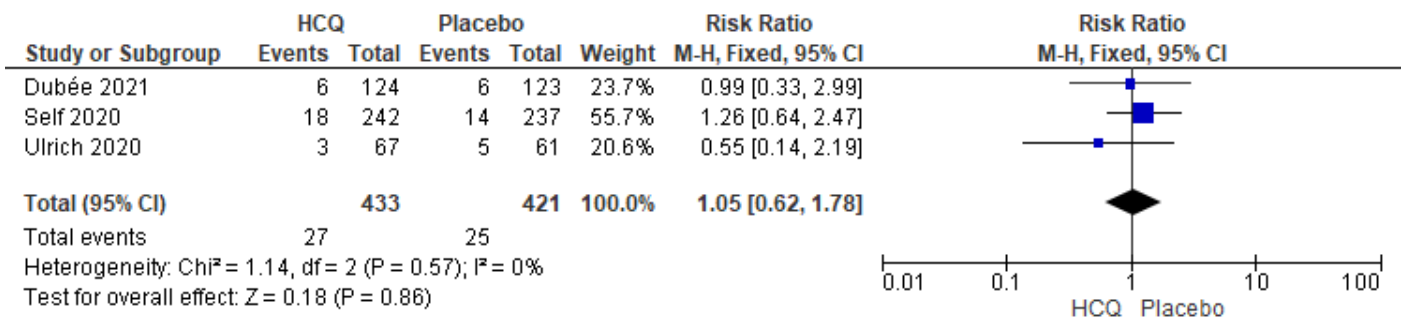 HCQ Placebo Risk Ratio Risk Ratio
Study or Subgroup Events Total Events Total Weight M-H, Fixed, 95% CI M-H, Fixed, 95% CI
Dubée 2021 6 124 6 123 23.7% 0.99 [0.33, 2.99]
Self 2020 18 242 14 237 55.7% 1.26 [0.64, 2.47]
Ulrich 2020 3 67 5 61 20.6% 0.55 [0.14, 2.19]
Total (95% CI) 433 421 100.0% 1.05 [0.62, 1.78]
Total events 27 25
Heterogeneity: Chi² = 1.14, df = 2 (P = 0.57); I² = 0%
Test for overall effect: Z = 0.18 (P = 0.86)
0.01 0.1 1 10 100
HCQ Placebo